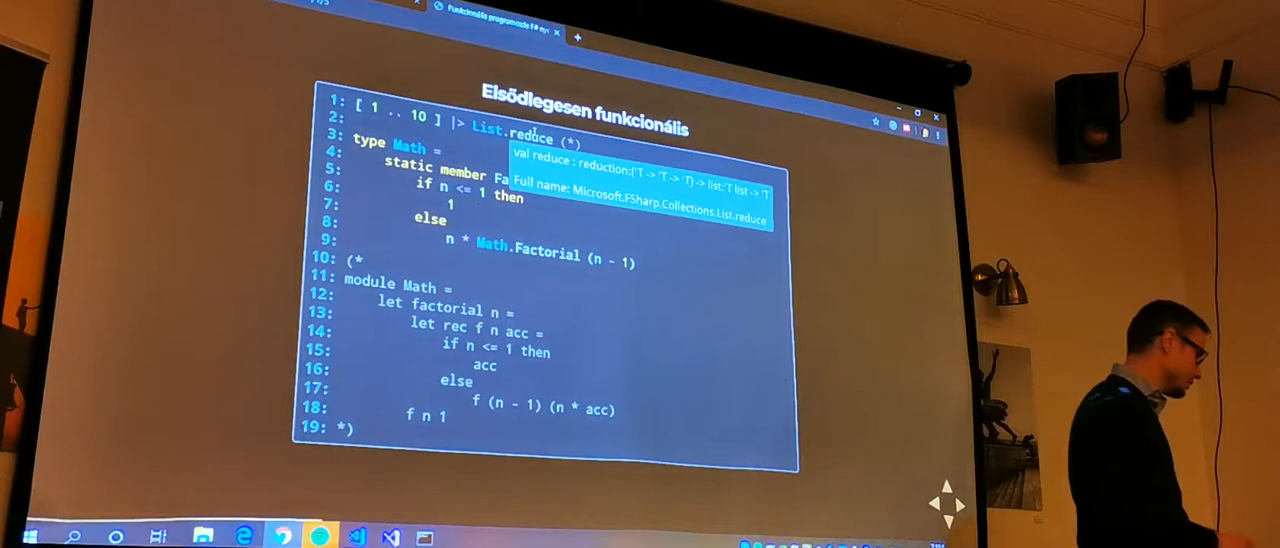 Funkcionális programozás F#
Elsődlegesen funkcionális
1: [ 1 .. 10 ] |> List.reduce (*)
2:
3: type Math =
4: static member Fa
5: if n <= 1 then
6: 1
7: else
8: n * Math.Factorial (n - 1)
9:
10: (*
11: module Math =
12: let factorial n =
13: let rec f n acc =
14: if n <= 1 then
15: acc
16: else
17: f (n - 1) (n * acc)
18: f n 1
19: *)
val reduce : reduction:('T -> 'T -> 'T) -> list:'T list -> 'T
Full name: Microsoft.FSharp.Collections.List.reduce